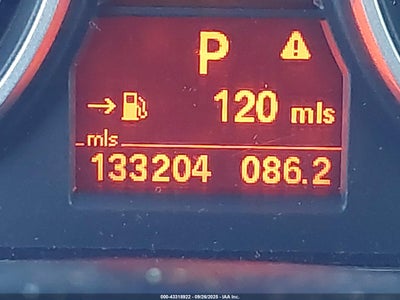 P
120 mls
mls
133204 086.2
000-43318922 - 09/26/2025 - IAA Inc.